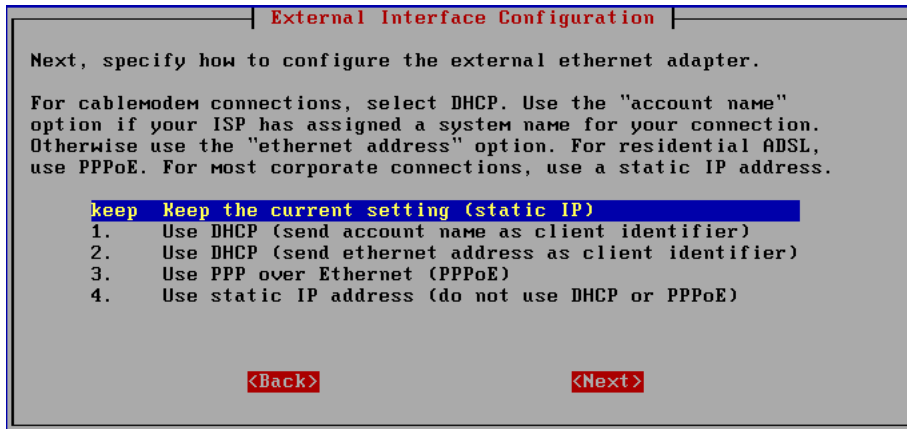 External Interface Configuration
Next, specify how to configure the external ethernet adapter.
For cablemodem connections, select DHCP. Use the "account name"
option if your ISP has assigned a system name for your connection.
Otherwise use the "ethernet address" option. For residential ADSL,
use PPPoE. For most corporate connections, use a static IP address.
keep Keep the current setting (static IP)
1. Use DHCP (send account name as client identifier)
2. Use DHCP (send ethernet address as client identifier)
3. Use PPP over Ethernet (PPPoE)
4. Use static IP address (do not use DHCP or PPPoE)
<Back> <Next>